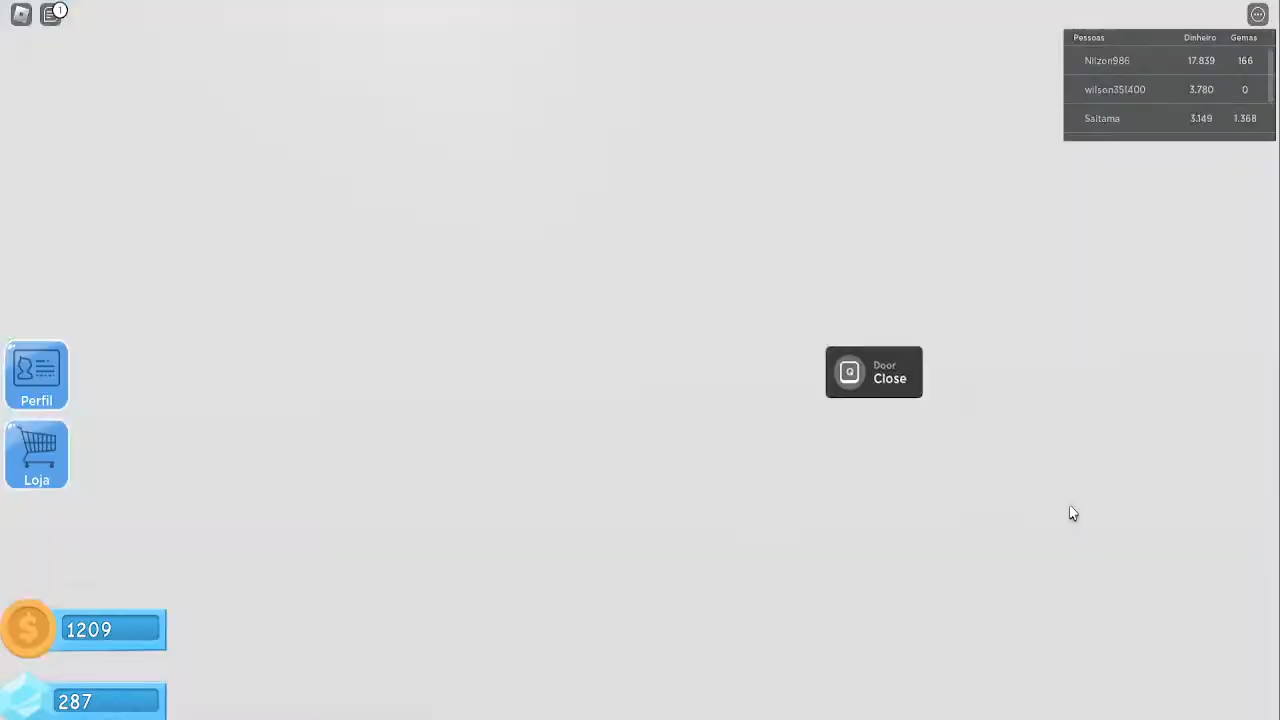 1
Pessoas Dinheiro Gemas
Nilzon986 17.839 166
wilson351400 3.780 0
Saitama 3.149 1.368
Q Door
Close
Perfil
Loja
$ 1209
287